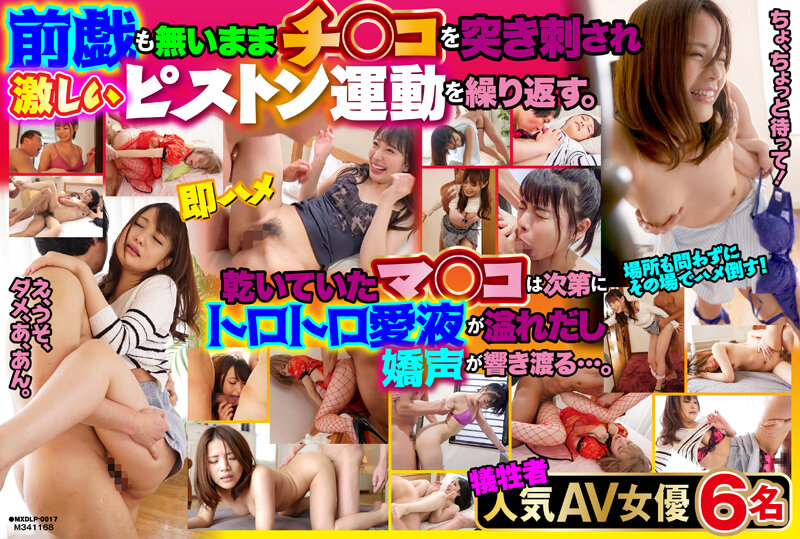 前戯も無いままチ〇コを突き刺され
激しいピストン運動を繰り返す。
ちょ、ちょっと待って!
即ハメ
場所も問わずに
その場でハメ倒す!
え、うそ、
ダメ、あ、あん。
乾いていたマ〇コは次第に
トロトロ愛液が溢れだし
嬌声が響き渡る…。
犠牲者
人気AV女優6名
●MXDLP-0017
M341168